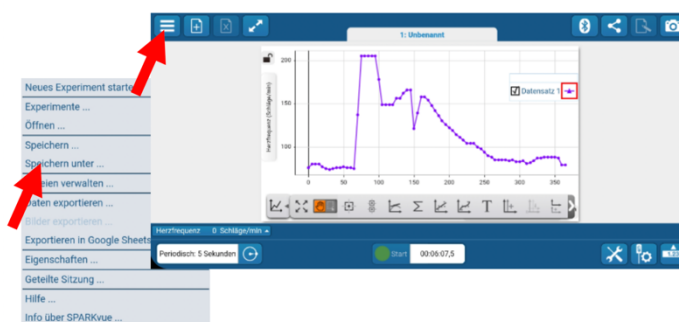 1: Unbenannt
Neues Experiment starte
Experimente ...
Öffnen ...
Speichern ...
Speichern unter ...
eien verwalten ...
Daten exportieren ...
Bilder exportieren ...
Exportieren in Google Sheets
Eigenschaften ...
Geteilte Sitzung ...
Hilfe ...
Info über SPARKvue ...
Herzfrequenz (Schläge/min)
200
150
100
0 50 100 150 200 250 300 350
Datensatz 1
Σ T
Herzfrequenz 0 Schläge/min
Periodisch: 5 Sekunden
Start 00:06:07,5